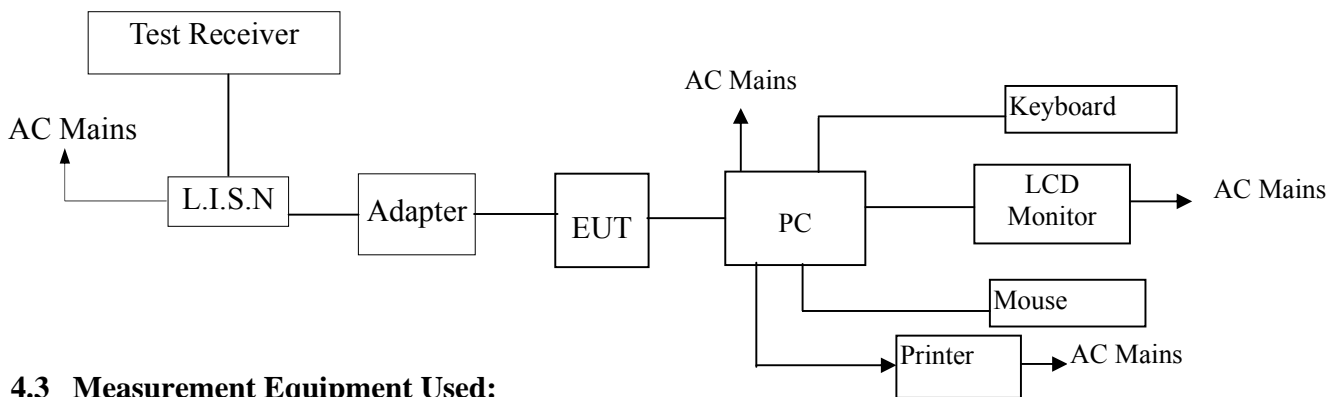 Test Receiver
AC Mains
AC Mains
Keyboard
L.I.S.N
Adapter
EUT
PC
LCD
Monitor
AC Mains
Mouse
Printer
AC Mains
4.3 Measurement Equipment Used: